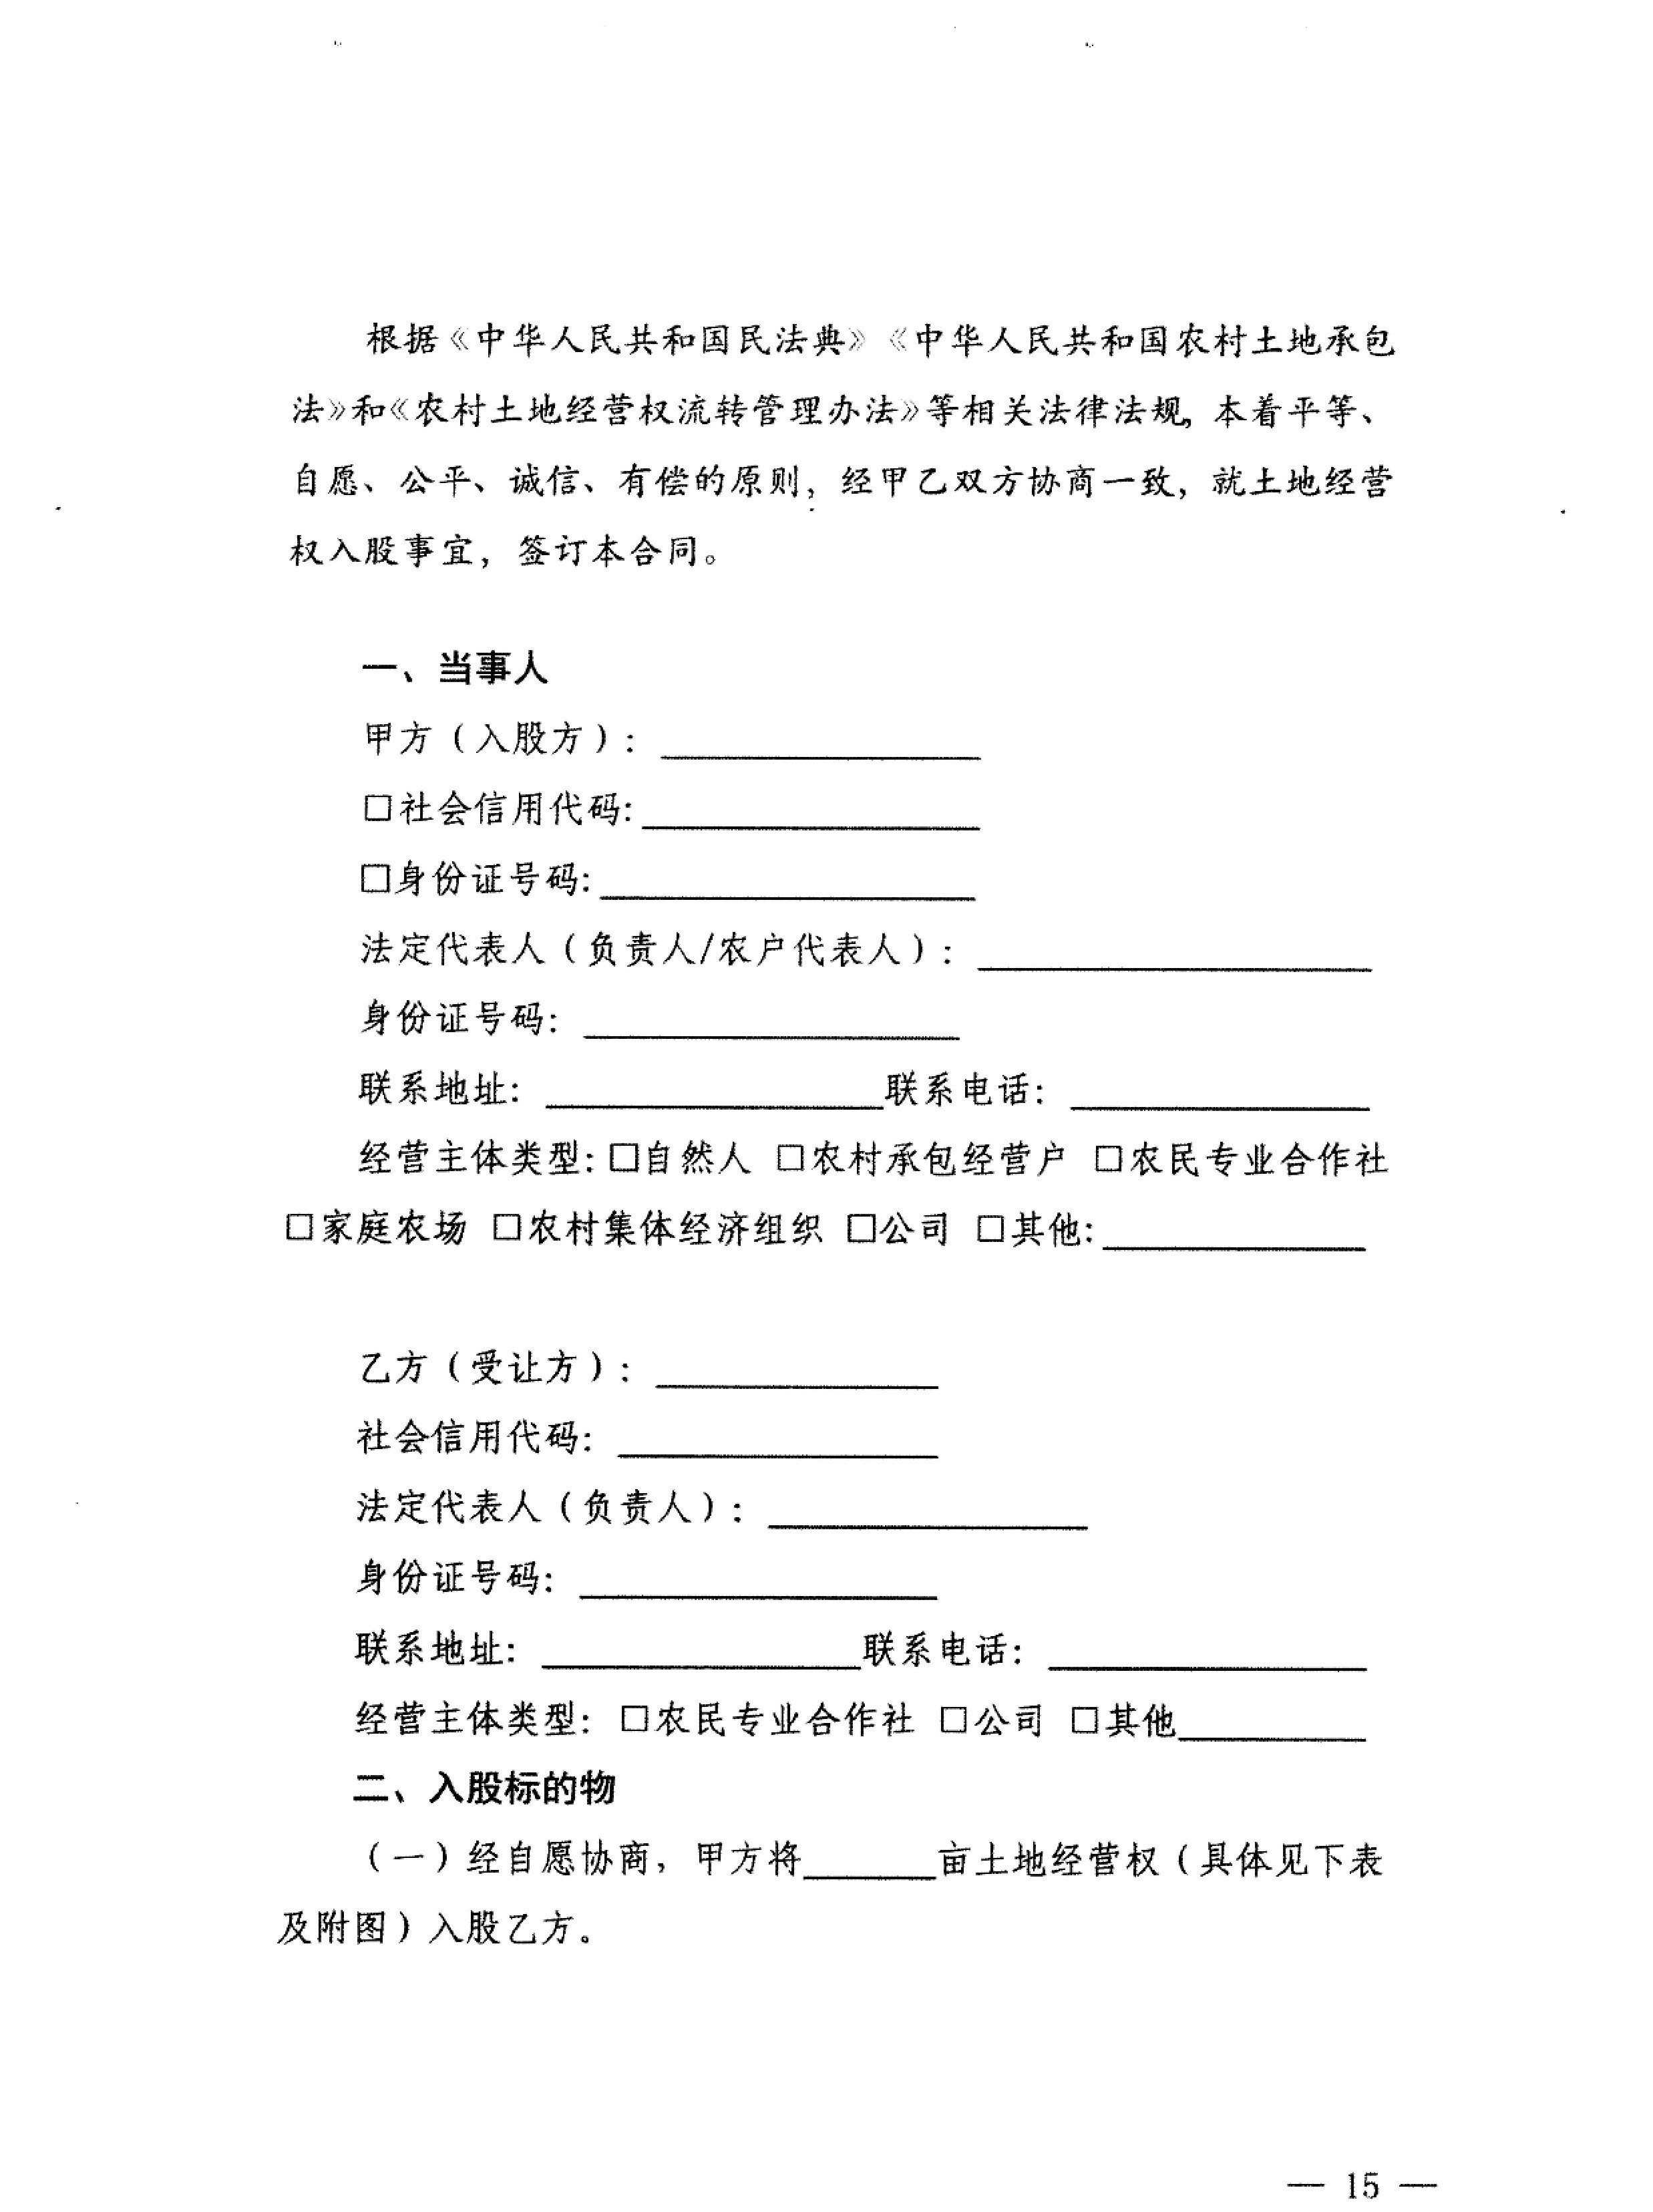 根据《中华人民共和国民法典》《中华人民共和国农村土地承包
法》和《农村土地经营权流转管理办法》等相关法律法规，本着平等、
自愿、公平、诚信、有偿的原则，经甲乙双方协商一致，就土地经营
权入股事宜，签订本合同。
一、当事人
甲方（入股方）：
□社会信用代码:
□身份证号码:
法定代表人（负责人/农户代表人）：
身份证号码:
联系地址: 联系电话:
经营主体类型: □自然人 □农村承包经营户 □农民专业合作社
□家庭农场 □农村集体经济组织 □公司 □其他:
乙方（受让方）：
社会信用代码:
法定代表人（负责人）：
身份证号码:
联系地址: 联系电话:
经营主体类型: □农民专业合作社 □公司 □其他
二、入股标的物
（一）经自愿协商，甲方将______亩土地经营权（具体见下表
及附图）入股乙方。
— 15 —